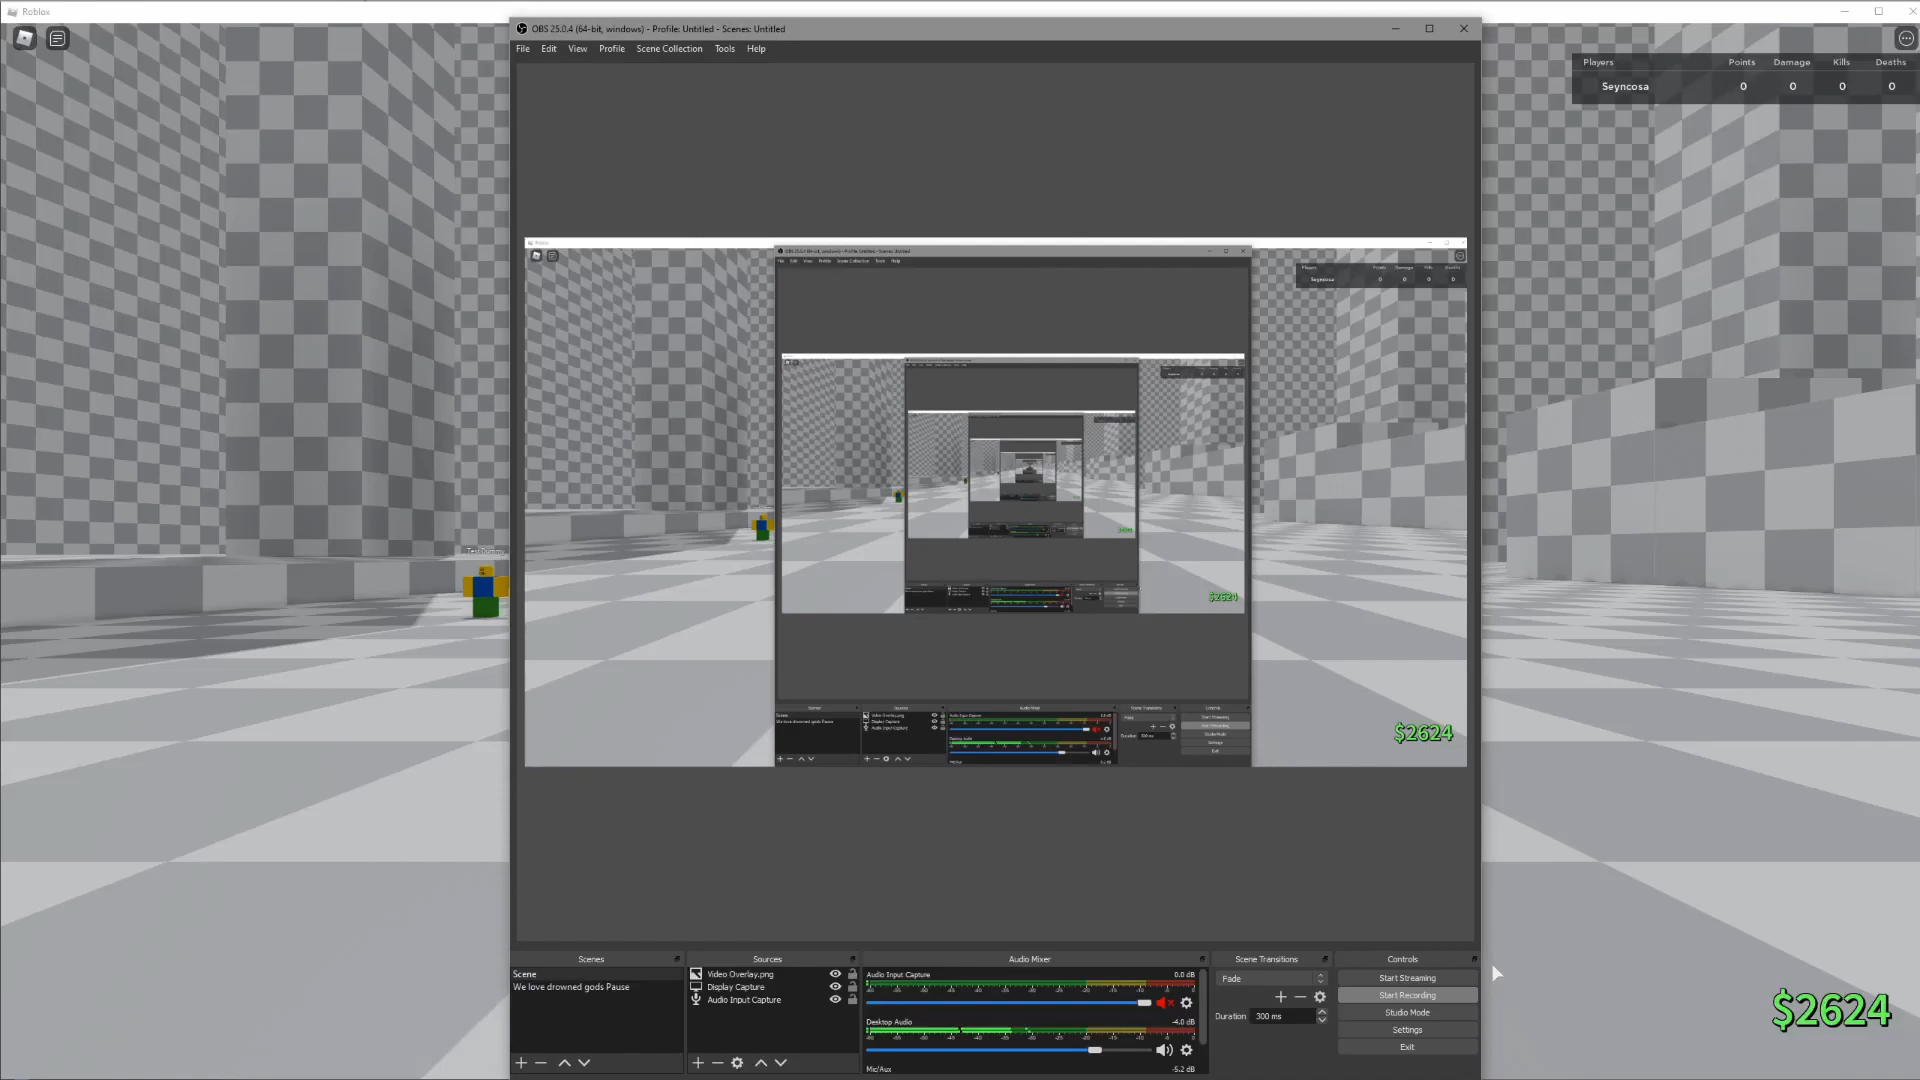 Roblox
OBS 25.0.4 (64-bit, windows) - Profile: Untitled - Scenes: Untitled
File Edit View Profile Scene Collection Tools Help
Players Points Damage Kills Deaths
Seyncosa 0 0 0 0
Test Dummy
$2624
Scenes
Scene
We love drowned gods Pause
Sources
Video Overlay.png
Display Capture
Audio Input Capture
Audio Mixer
Audio Input Capture 0.0 dB
Desktop Audio -4.0 dB
Mic/Aux -5.2 dB
Scene Transitions
Fade
Duration 300 ms
Controls
Start Streaming
Start Recording
Studio Mode
Settings
Exit
$2624